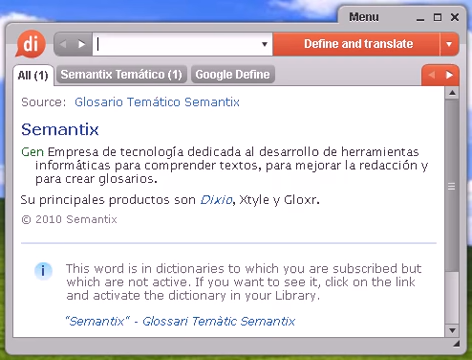 Menu
di
Define and translate
All (1)
Semantix Temático (1)
Google Define
Source: Glosario Temático Semantix
Semantix
Gen Empresa de tecnología dedicada al desarrollo de herramientas
informáticas para comprender textos, para mejorar la redacción y
para crear glosarios.
Su principales productos son Dixio, Xtyle y Gloxr.
© 2010 Semantix
i
This word is in dictionaries to which you are subscribed but
which are not active. If you want to see it, click on the link
and activate the dictionary in your Library.
"Semantix" - Glossari Temàtic Semantix